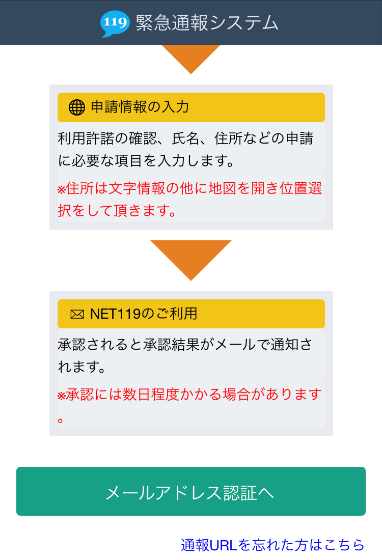 119 緊急通報システム
申請情報の入力
利用許諾の確認、氏名、住所などの申請
に必要な項目を入力します。
※住所は文字情報の他に地図を開き位置選
択をして頂きます。
NET119のご利用
承認されると承認結果がメールで通知さ
れます。
※承認には数日程度かかる場合があります
。
メールアドレス認証へ
通報URLを忘れた方はこちら